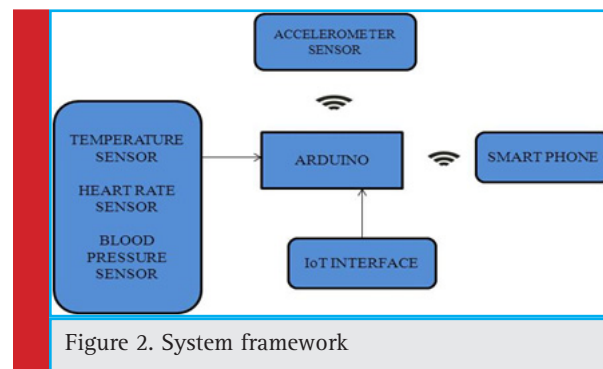 ACCELEROMETER
SENSOR
TEMPERATURE
SENSOR
HEART RATE
SENSOR
BLOOD
PRESSURE
SENSOR
ARDUINO
SMART PHONE
IoT INTERFACE
Figure 2. System framework